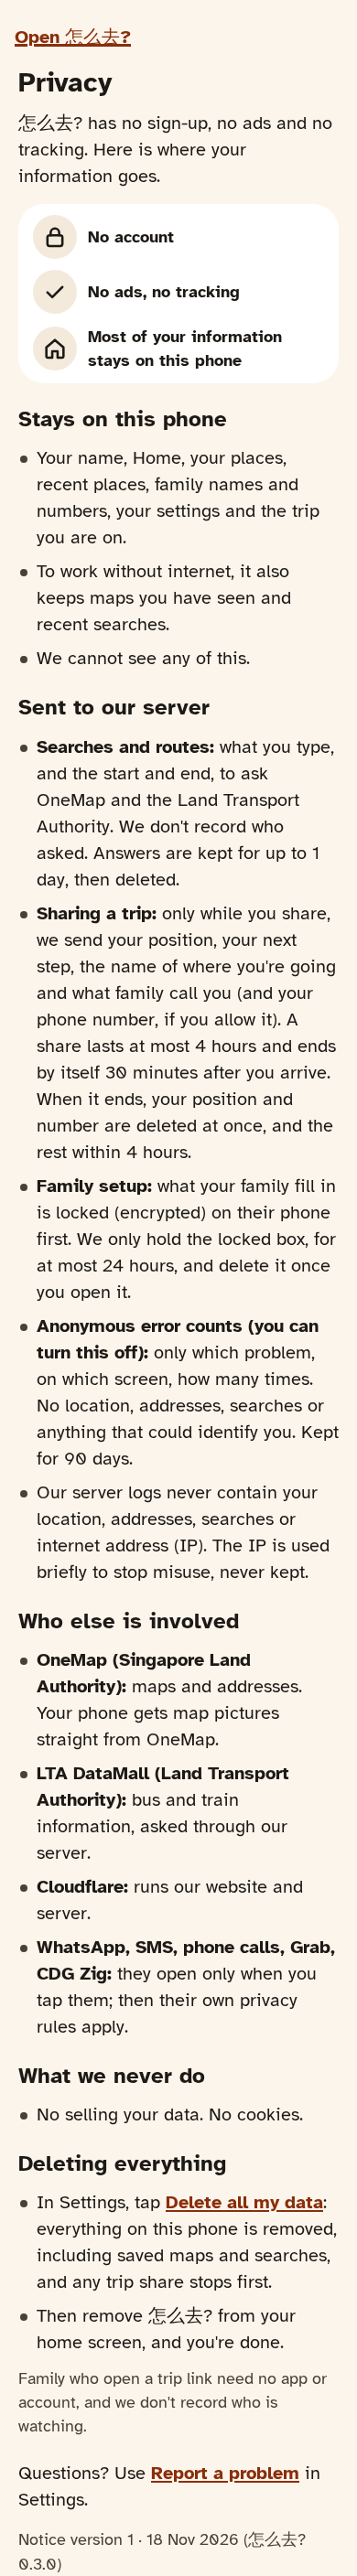 Open 怎么去?
Privacy
怎么去? has no sign-up, no ads and no
tracking. Here is where your
information goes.
No account
No ads, no tracking
Most of your information
stays on this phone
Stays on this phone
• Your name, Home, your places,
recent places, family names and
numbers, your settings and the trip
you are on.
• To work without internet, it also
keeps maps you have seen and
recent searches.
• We cannot see any of this.
Sent to our server
• Searches and routes: what you type,
and the start and end, to ask
OneMap and the Land Transport
Authority. We don't record who
asked. Answers are kept for up to 1
day, then deleted.
• Sharing a trip: only while you share,
we send your position, your next
step, the name of where you're going
and what family call you (and your
phone number, if you allow it). A
share lasts at most 4 hours and ends
by itself 30 minutes after you arrive.
When it ends, your position and
number are deleted at once, and the
rest within 4 hours.
• Family setup: what your family fill in
is locked (encrypted) on their phone
first. We only hold the locked box, for
at most 24 hours, and delete it once
you open it.
• Anonymous error counts (you can
turn this off): only which problem,
on which screen, how many times.
No location, addresses, searches or
anything that could identify you. Kept
for 90 days.
• Our server logs never contain your
location, addresses, searches or
internet address (IP). The IP is used
briefly to stop misuse, never kept.
Who else is involved
• OneMap (Singapore Land
Authority): maps and addresses.
Your phone gets map pictures
straight from OneMap.
• LTA DataMall (Land Transport
Authority): bus and train
information, asked through our
server.
• Cloudflare: runs our website and
server.
• WhatsApp, SMS, phone calls, Grab,
CDG Zig: they open only when you
tap them; then their own privacy
rules apply.
What we never do
• No selling your data. No cookies.
Deleting everything
• In Settings, tap Delete all my data:
everything on this phone is removed,
including saved maps and searches,
and any trip share stops first.
• Then remove 怎么去? from your
home screen, and you're done.
Family who open a trip link need no app or
account, and we don't record who is
watching.
Questions? Use Report a problem in
Settings.
Notice version 1 · 18 Nov 2026 (怎么去?
0.3.0)